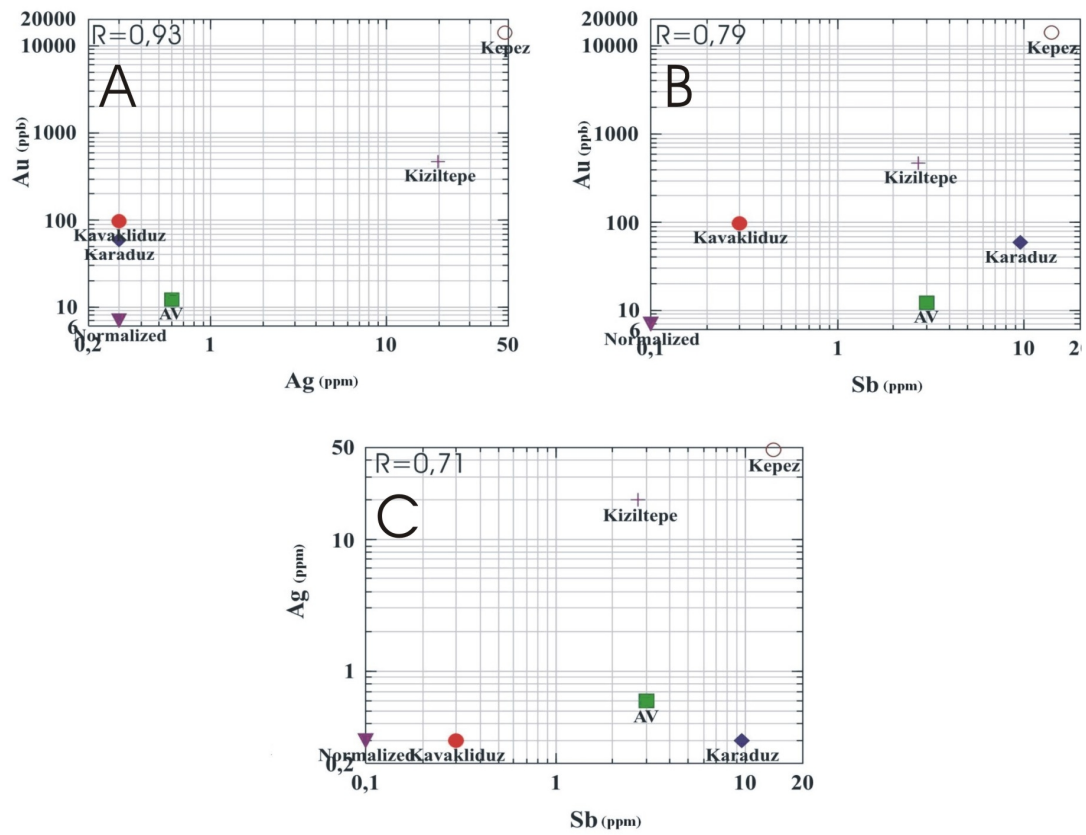 20000
10000
1000
100
10
6
Au (ppb)
R=0,93
A
Kepez
Kiziltepe
Kavakliduz
Karaduz
AV
Normalized
0,2
1
10
50
Ag (ppm)
20000
10000
1000
100
10
6
Au (ppb)
R=0,79
B
Kepez
Kiziltepe
Kavakliduz
Karaduz
AV
Normalized
0,1
1
10
20
Sb (ppm)
50
10
1
0,2
Ag (ppm)
R=0,71
C
Kepez
Kiziltepe
AV
Normalized
Kavakliduz
Karaduz
0,1
1
10
20
Sb (ppm)